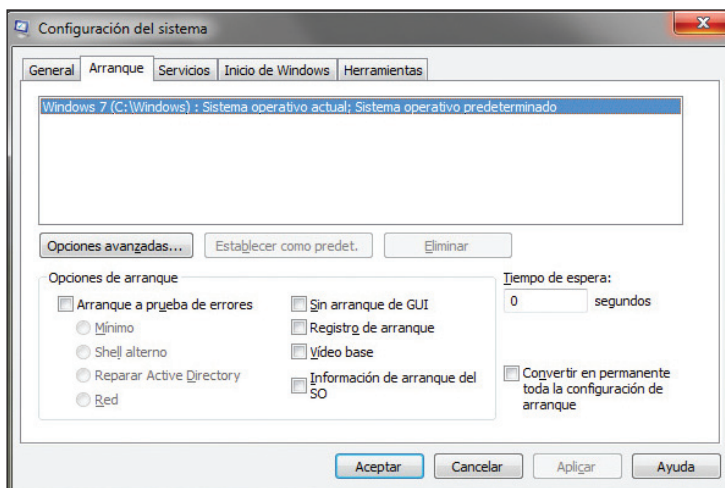 Configuración del sistema
General Arranque Servicios Inicio de Windows Herramientas
Windows 7 (C:\Windows) : Sistema operativo actual; Sistema operativo predeterminado
Opciones avanzadas... Establecer como predet. Eliminar
Opciones de arranque
Arranque a prueba de errores
Mínimo
Shell alterno
Reparar Active Directory
Red
Sin arranque de GUI
Registro de arranque
Vídeo base
Información de arranque del
SO
Tiempo de espera:
0 segundos
Convertir en permanente
toda la configuración de
arranque
Aceptar Cancelar Aplicar Ayuda